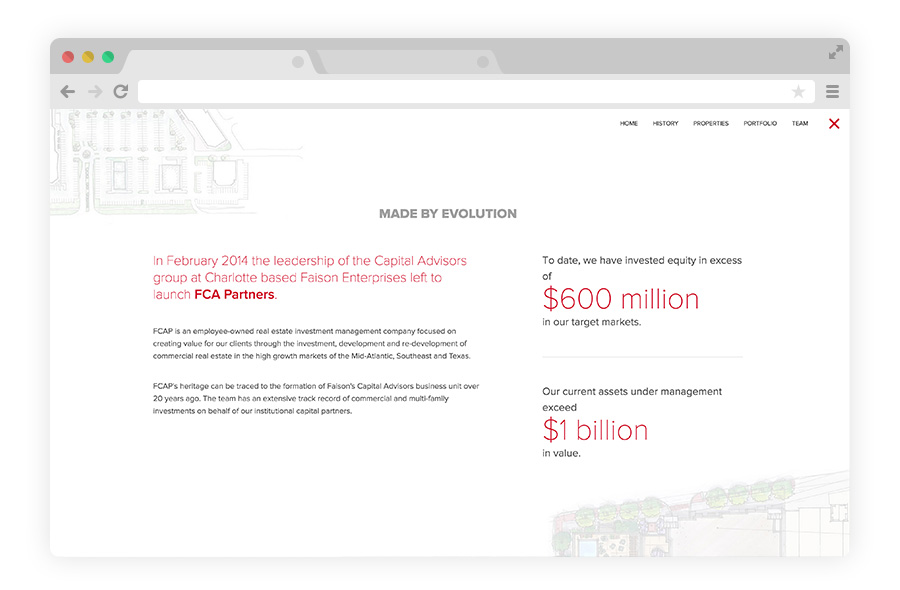 HOME HISTORY PROPERTIES PORTFOLIO TEAM
MADE BY EVOLUTION
In February 2014 the leadership of the Capital Advisors
group at Charlotte based Faison Enterprises left to
launch FCA Partners.
FCAP is an employee-owned real estate investment management company focused on
creating value for our clients through the investment, development and re-development of
commercial real estate in the high growth markets of the Mid-Atlantic, Southeast and Texas.
FCAP's heritage can be traced to the formation of Faison's Capital Advisors business unit over
20 years ago. The team has an extensive track record of commercial and multi-family
investments on behalf of our institutional capital partners.
To date, we have invested equity in excess
of
$600 million
in our target markets.
Our current assets under management
exceed
$1 billion
in value.